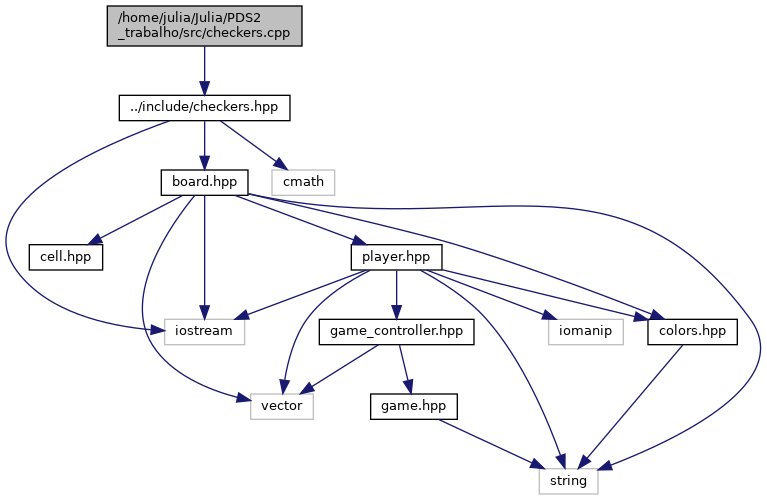 /home/julia/Julia/PDS2
_trabalho/src/checkers.cpp
../include/checkers.hpp
board.hpp
cmath
cell.hpp
player.hpp
iostream
game_controller.hpp
iomanip
colors.hpp
vector
game.hpp
string